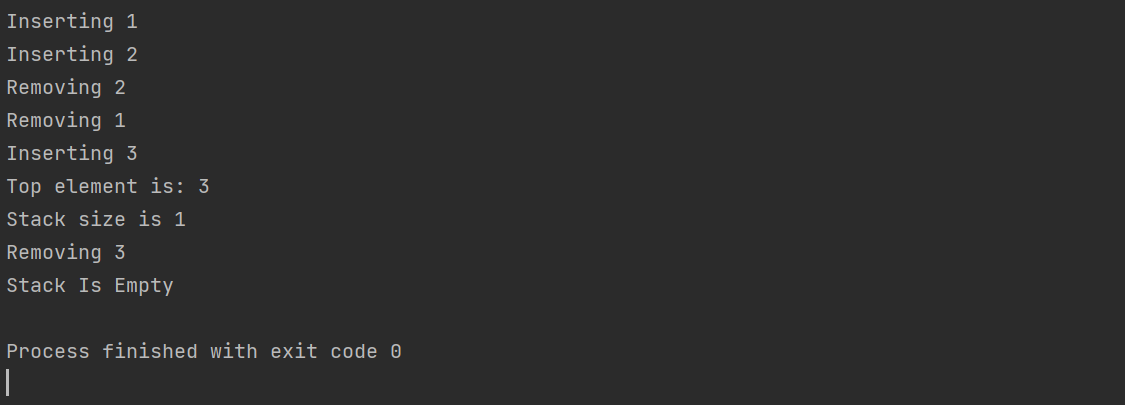 Inserting 1
Inserting 2
Removing 2
Removing 1
Inserting 3
Top element is: 3
Stack size is 1
Removing 3
Stack Is Empty
Process finished with exit code 0